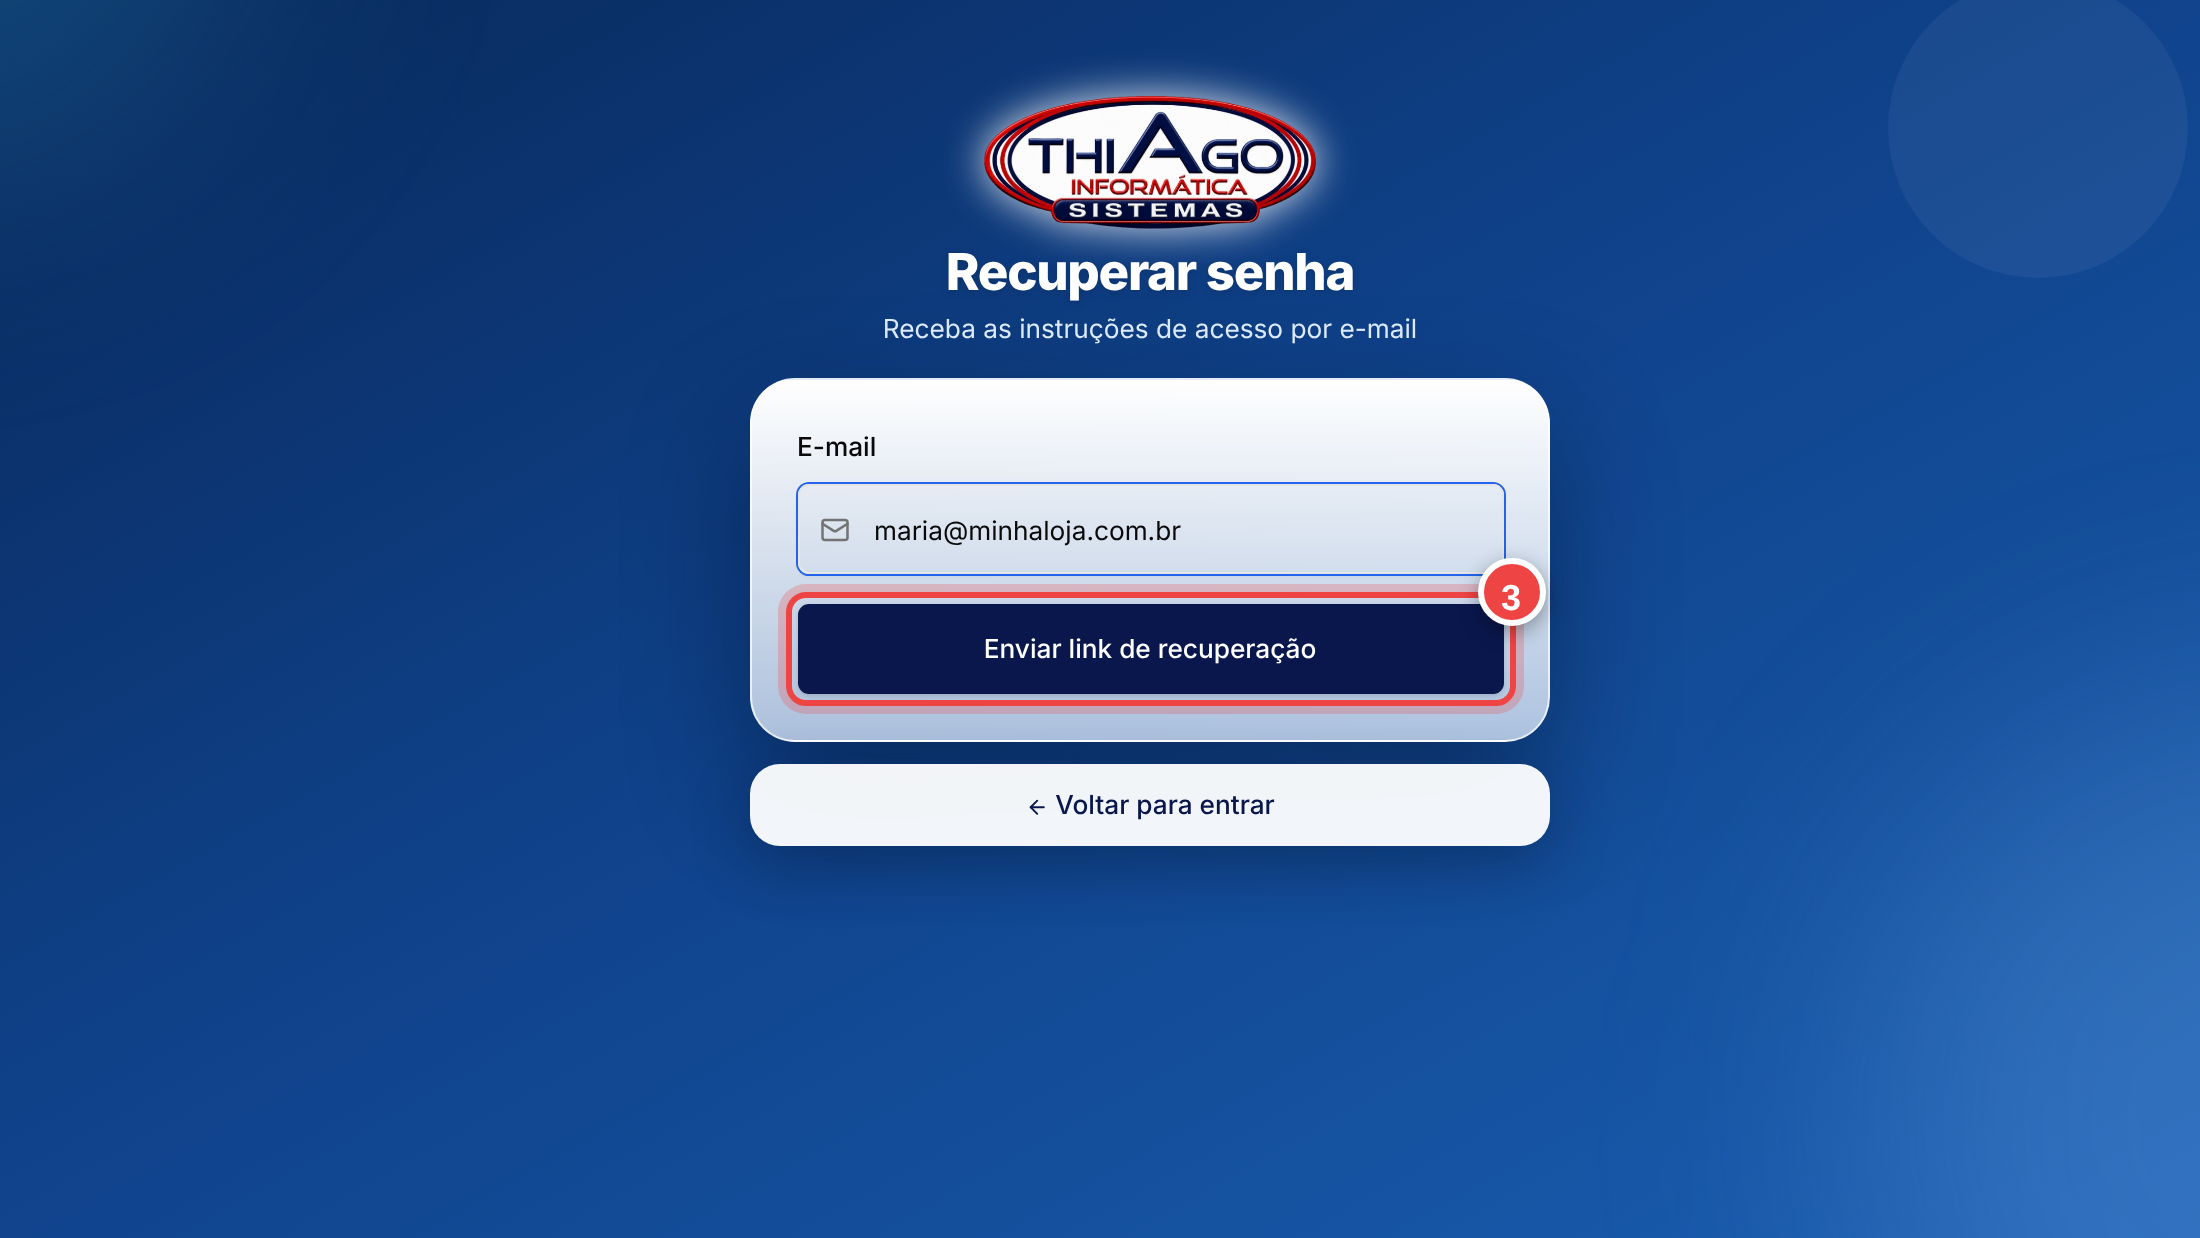 THIAGO
INFORMÁTICA
SISTEMAS
Recuperar senha
Receba as instruções de acesso por e-mail
E-mail
maria@minhaloja.com.br
3
Enviar link de recuperação
← Voltar para entrar